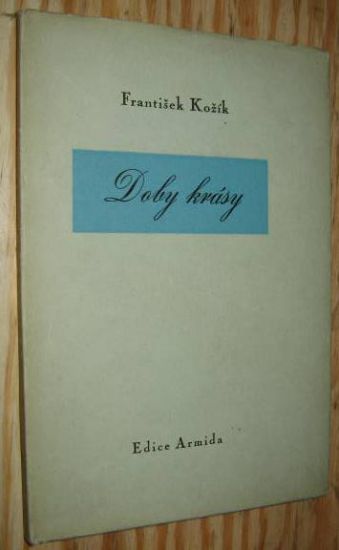 František Kožík
Doby krásy
Edice Armida